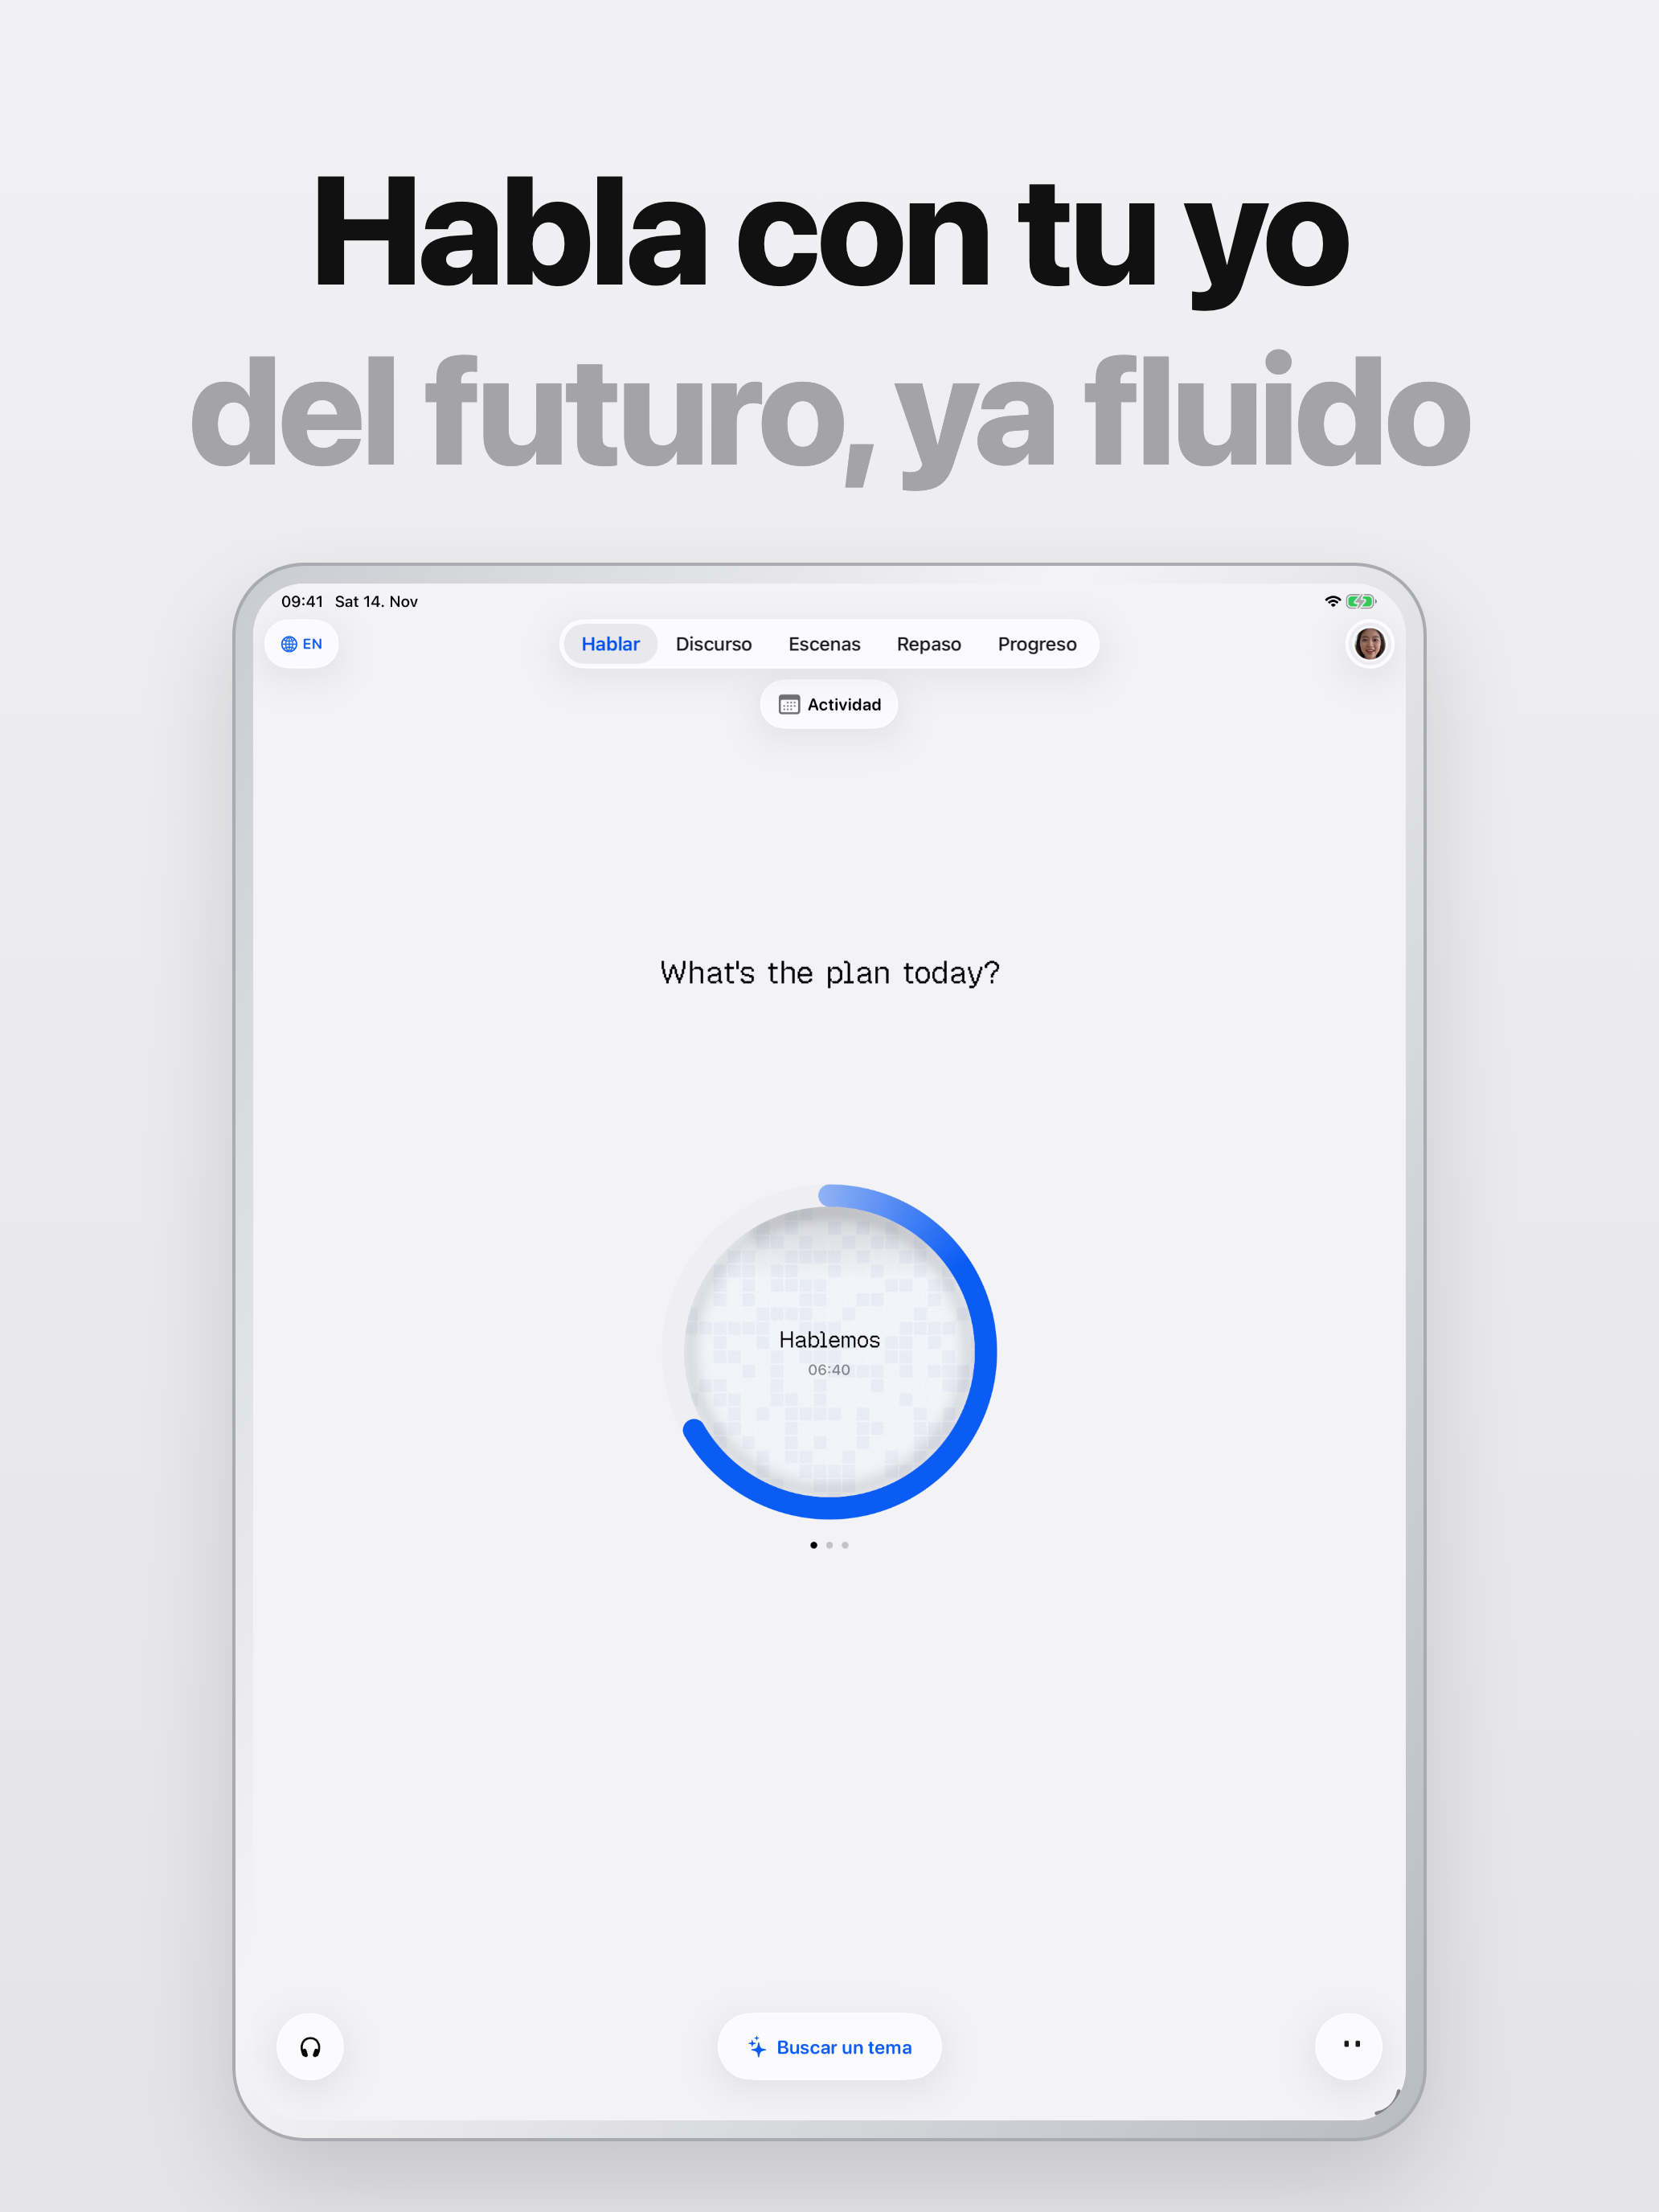 Habla con tu yo
del futuro, ya fluido
09:41 Sat 14. Nov
EN
Hablar Discurso Escenas Repaso Progreso
Actividad
What's the plan today?
Hablemos
06:40
Buscar un tema